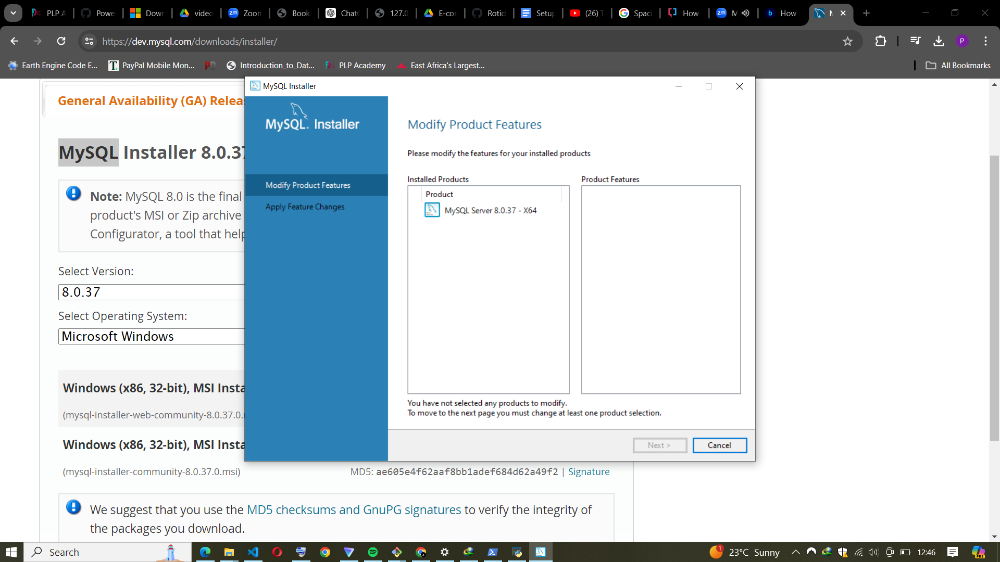 PLP A
Powe
Dowr
video
zm
Zoon
Book
ChatG
127.0
E-con
Rotic
Setup
(26) T
Spaci
How
zm
M
How
M
https://dev.mysql.com/downloads/installer/
P
Earth Engine Code E...
PayPal Mobile Mon...
Introduction_to_Dat...
PLP Academy
East Africa's Largest...
All Bookmarks
General Availability (GA) Relea
MySQL Installer 8.0.37
Note: MySQL 8.0 is the final
product's MSI or Zip archive
Configurator, a tool that help
Select Version:
8.0.37
Select Operating System:
Microsoft Windows
Windows (x86, 32-bit), MSI Insta
(mysql-installer-web-community-8.0.37.0.m
Windows (x86, 32-bit), MSI Insta
(mysql-installer-community-8.0.37.0.msi)
MD5: ae605e4f62aaf8bb1adef684d62a49f2 | Signature
We suggest that you use the MD5 checksums and GnuPG signatures to verify the integrity of
the packages you download.
MySQL Installer
MySQL. Installer
Modify Product Features
Apply Feature Changes
Modify Product Features
Please modify the features for your installed products
Installed Products
Product
MySQL Server 8.0.37 - X64
Product Features
You have not selected any products to modify.
To move to the next page you must change at least one product selection.
Next >
Cancel
Search
1
23°C Sunny
12:46
PRE